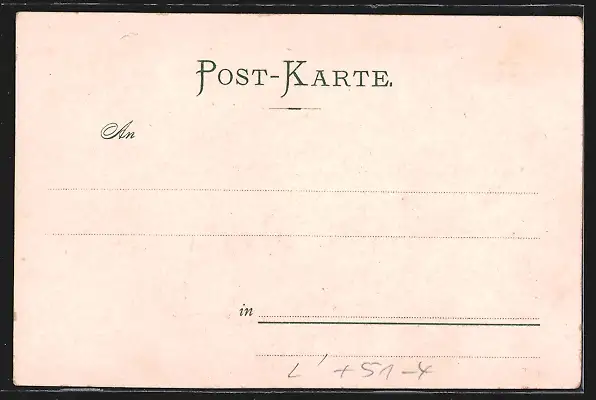 POST-KARTE.
An
in
L' +51-4